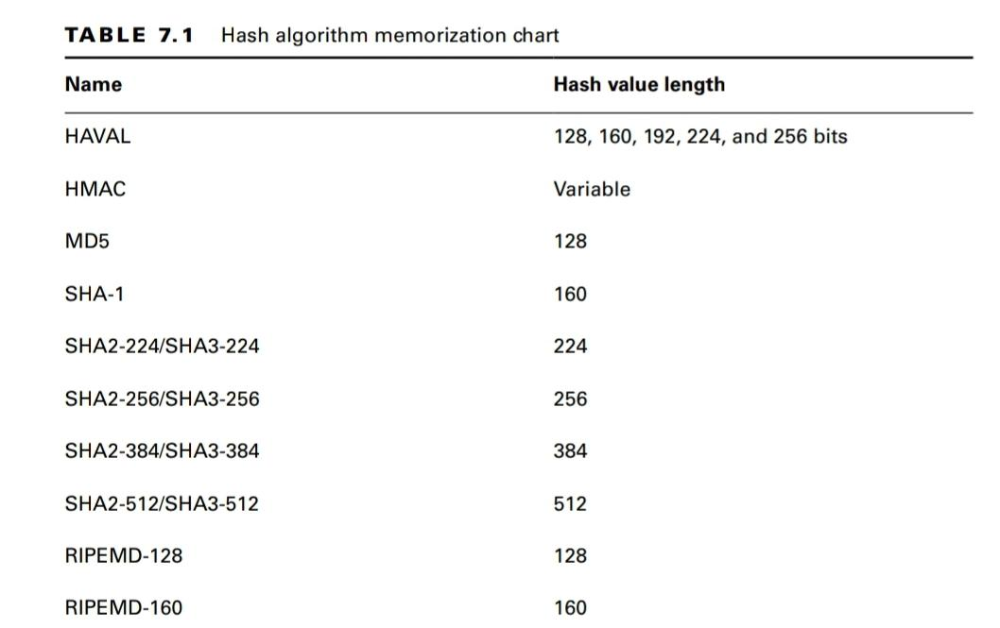 TABLE 7.1 Hash algorithm memorization chart
Name Hash value length
HAVAL 128, 160, 192, 224, and 256 bits
HMAC Variable
MD5 128
SHA-1 160
SHA2-224/SHA3-224 224
SHA2-256/SHA3-256 256
SHA2-384/SHA3-384 384
SHA2-512/SHA3-512 512
RIPEMD-128 128
RIPEMD-160 160